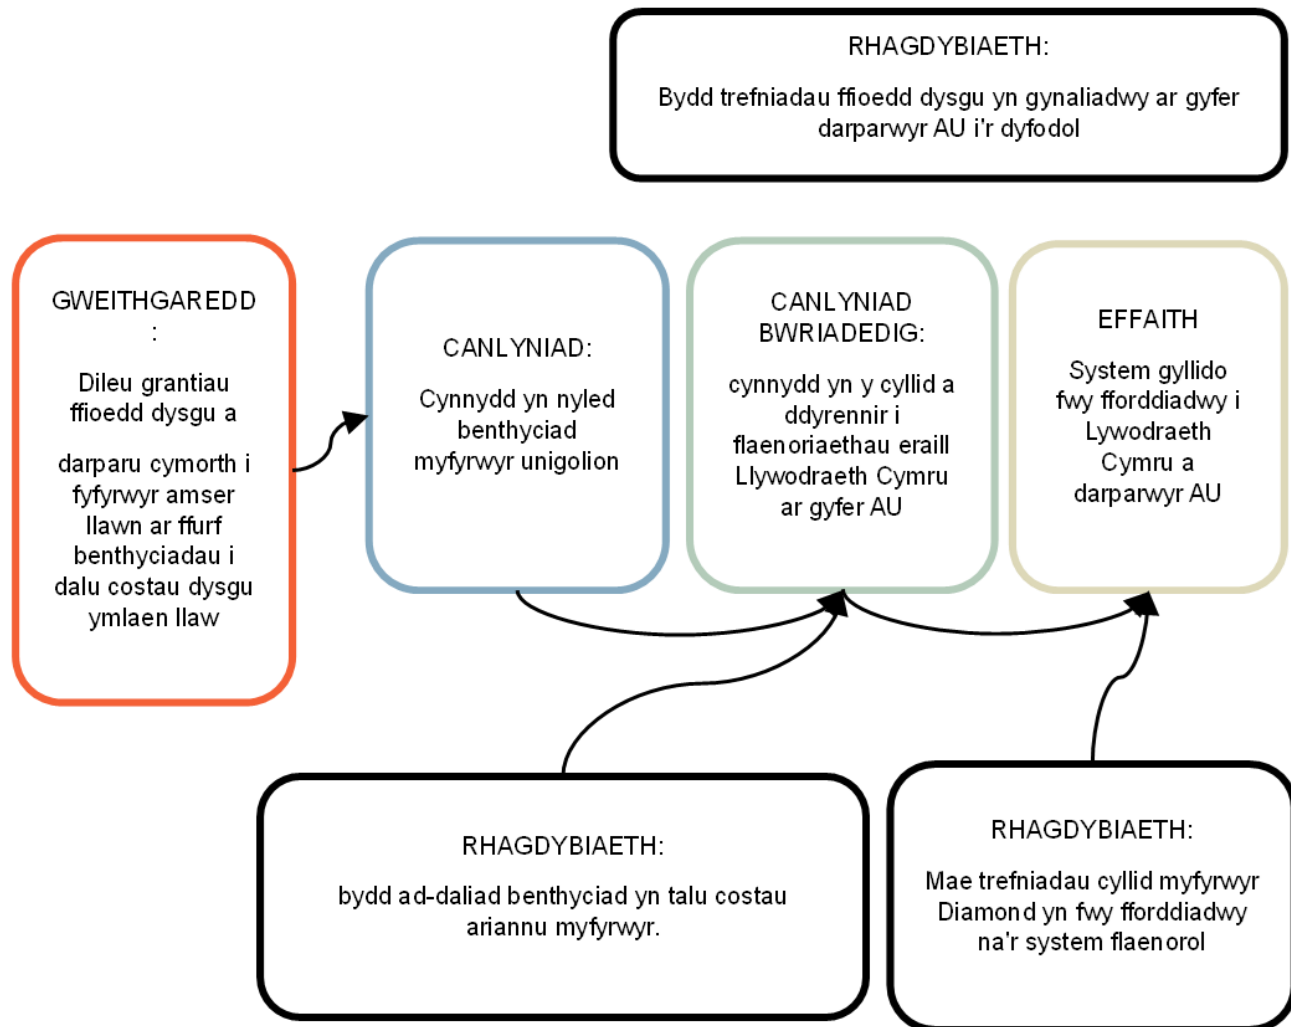 RHAGDYBIAETH:
Bydd trefniadau ffioedd dysgu yn gynaliadwy ar gyfer
darparwyr AU i'r dyfodol
GWEITHGAREDD
:
Dileu grantiau
ffioedd dysgu a
darparu cymorth i
fyfyrwyr amser
llawn ar ffurf
benthyciadau i
dalu costau dysgu
ymlaen llaw
CANLYNIAD:
Cynnydd yn nyled
benthyciad
myfyrwyr unigolion
CANLYNIAD
BWRIADEDIG:
cynnydd yn y cyllid a
ddyrennir i
flaenoriaethau eraill
Llywodraeth Cymru
ar gyfer AU
EFFAITH
System gyllido
fwy fforddiadwy i
Lywodraeth
Cymru a
darparwyr AU
RHAGDYBIAETH:
bydd ad-daliad benthyciad yn talu costau
ariannu myfyrwyr.
RHAGDYBIAETH:
Mae trefniadau cyllid myfyrwyr
Diamond yn fwy fforddiadwy
na'r system flaenorol